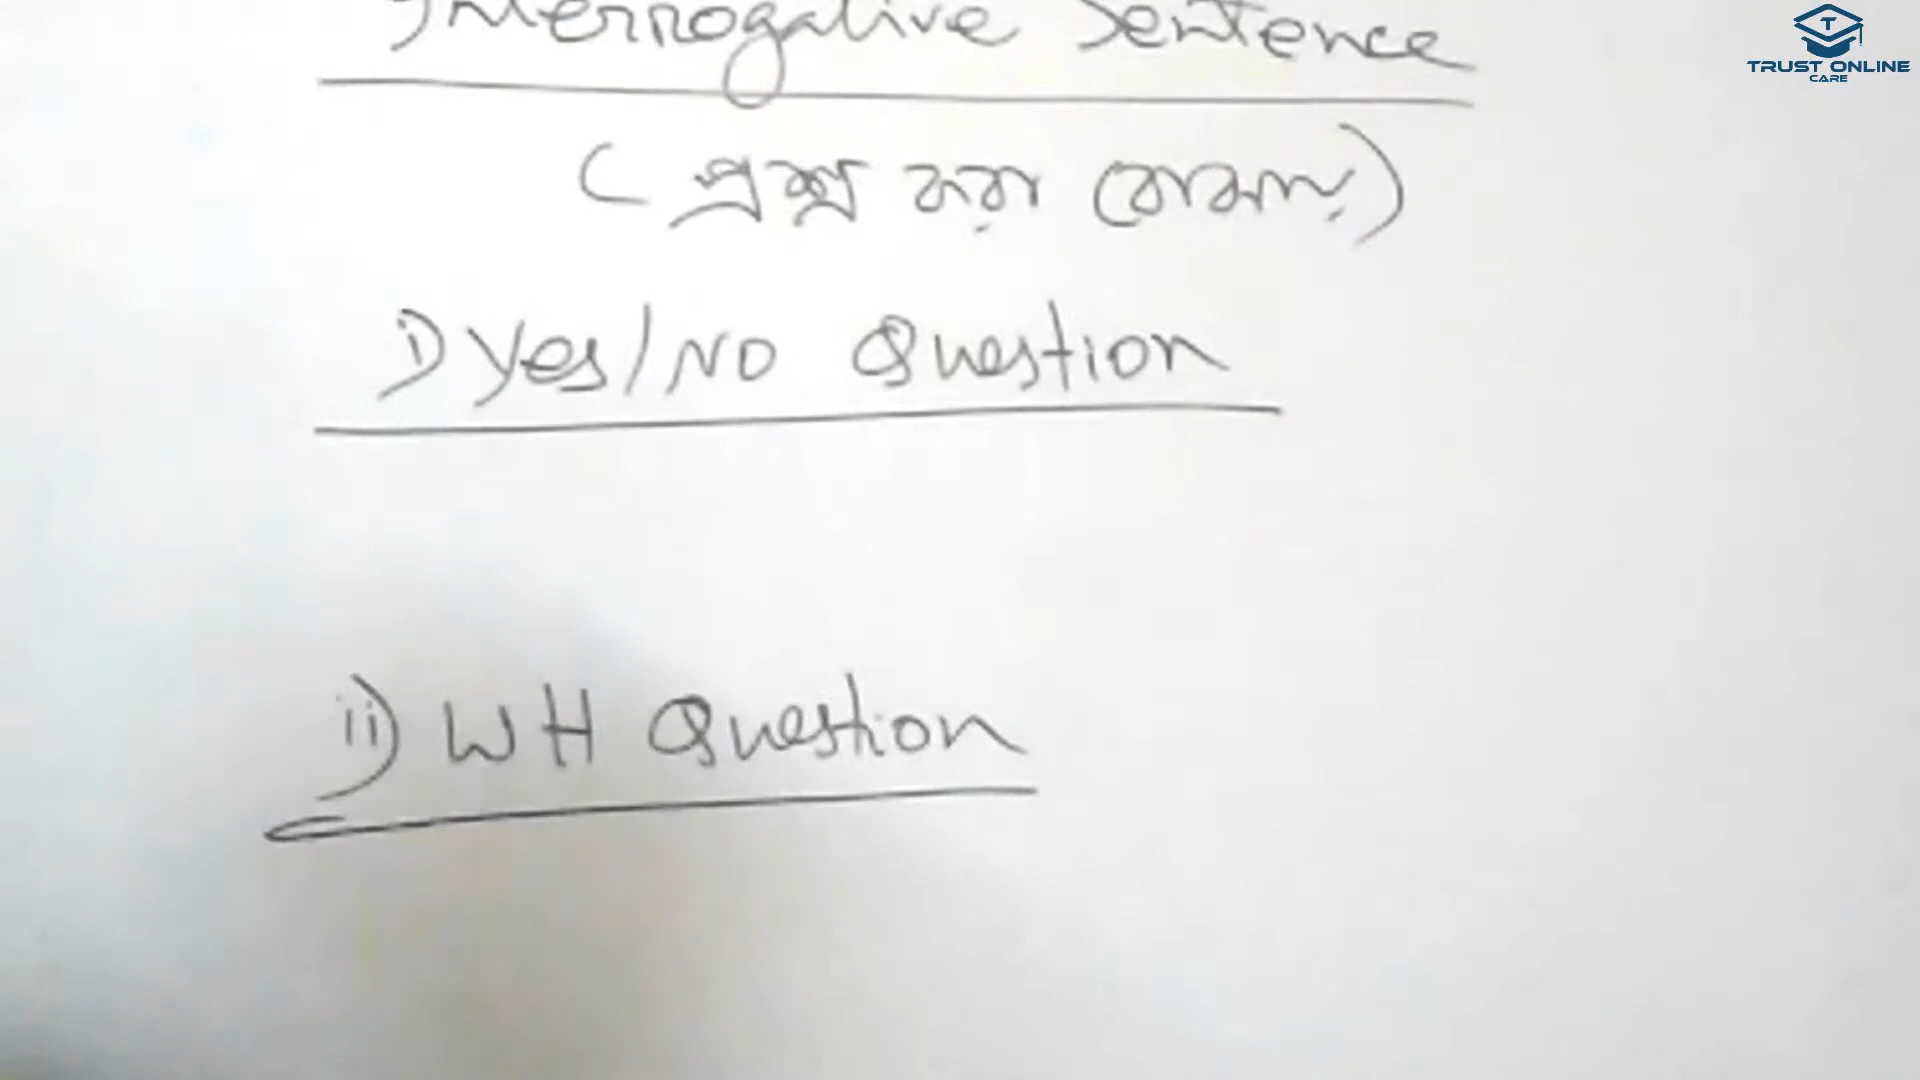 Interrogative Sentence
(প্রশ্ন করা বোঝায়)
i) Yes/No Question
ii) WH Question
TRUST ONLINE
CARE